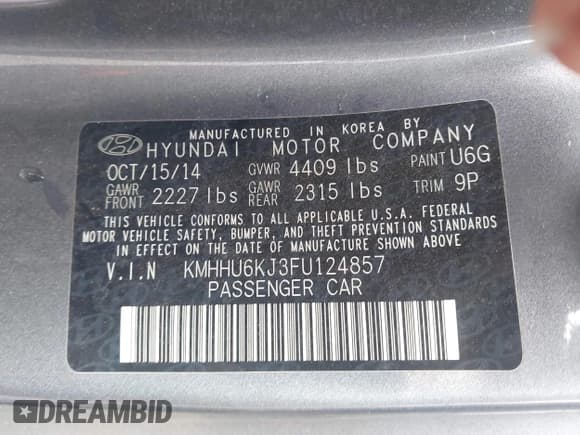 MANUFACTURED IN KOREA BY
HYUNDAI MOTOR COMPANY
OCT/15/14 GVWR 4409 lbs PAINT U6G
GAWR FRONT 2227 lbs GAWR REAR 2315 lbs TRIM 9P
THIS VEHICLE CONFORMS TO ALL APPLICABLE U.S.A. FEDERAL
MOTOR VEHICLE SAFETY, BUMPER, AND THEFT PREVENTION STANDARDS
IN EFFECT ON THE DATE OF MANUFACTURE SHOWN ABOVE.
V.I.N KMHHU6KJ3FU124857
PASSENGER CAR
DREAMBID